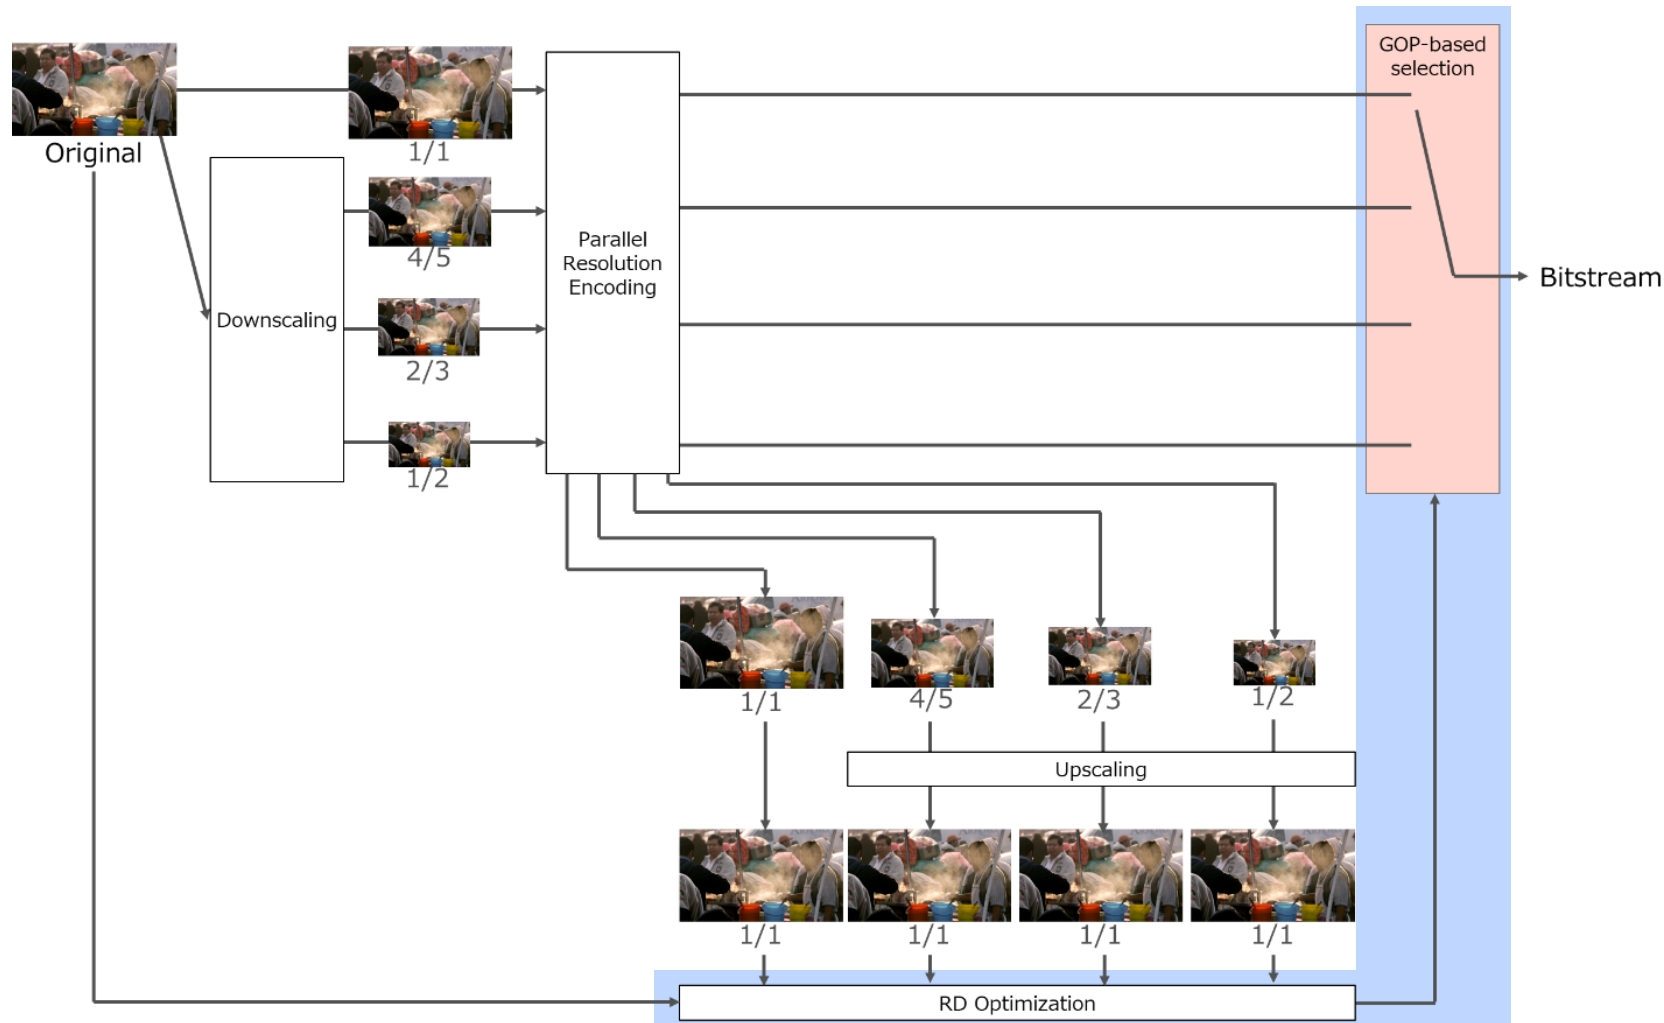 GOP-based
selection
Original
1/1
4/5
Parallel
Resolution
Encoding
Bitstream
Downscaling
2/3
1/2
1/1
4/5
2/3
1/2
Upscaling
1/1
1/1
1/1
1/1
RD Optimization